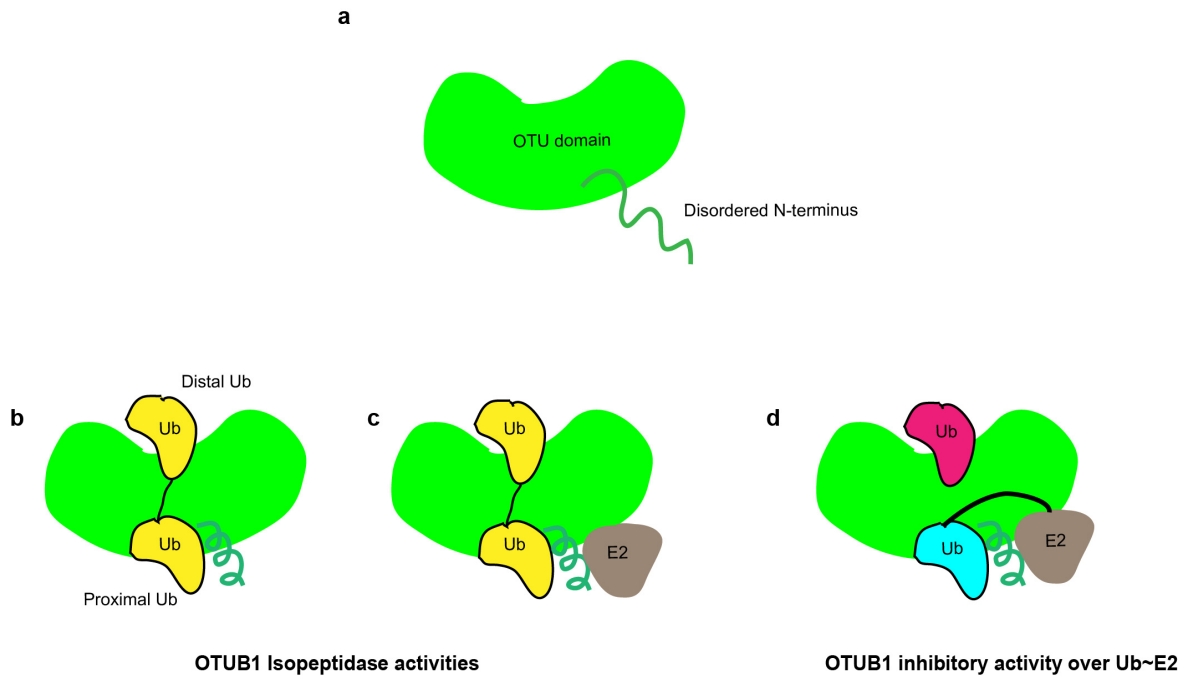 a
OTU domain
Disordered N-terminus
b
Distal Ub
Ub
Ub
Proximal Ub
c
Ub
Ub
E2
d
Ub
Ub
E2
OTUB1 Isopeptidase activities
OTUB1 inhibitory activity over Ub~E2